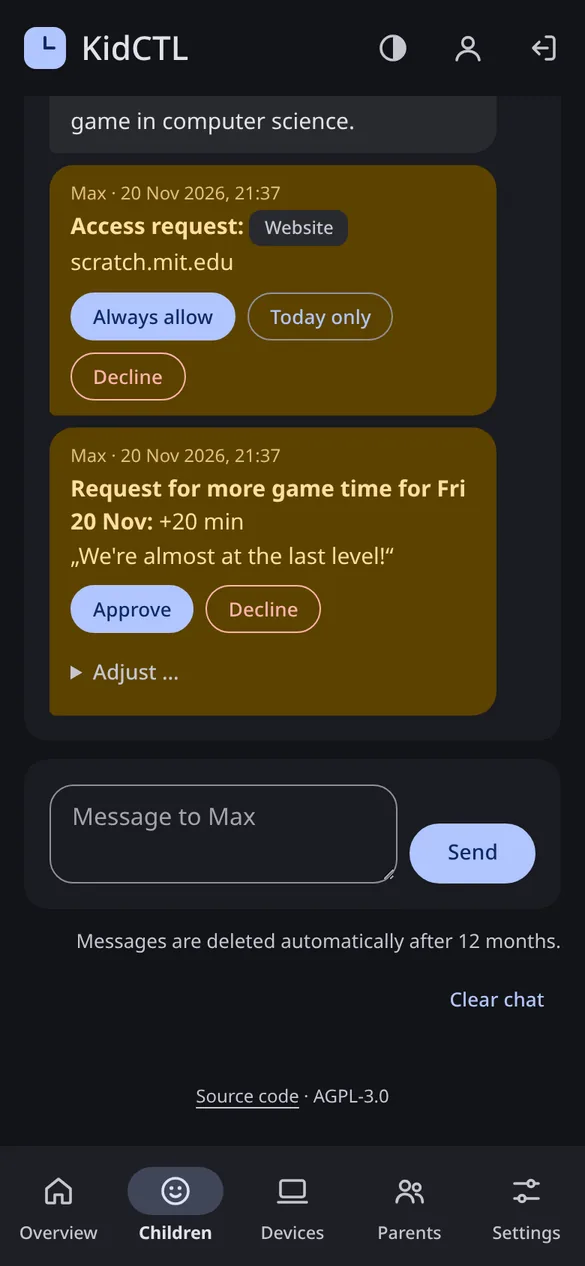 KidCTL
game in computer science.
Max · 20 Nov 2026, 21:37
Access request: Website
scratch.mit.edu
Always allow Today only
Decline
Max · 20 Nov 2026, 21:37
Request for more game time for Fri
20 Nov: +20 min
„We're almost at the last level!“
Approve Decline
Adjust ...
Message to Max
Send
Messages are deleted automatically after 12 months.
Clear chat
Source code · AGPL-3.0
Overview Children Devices Parents Settings